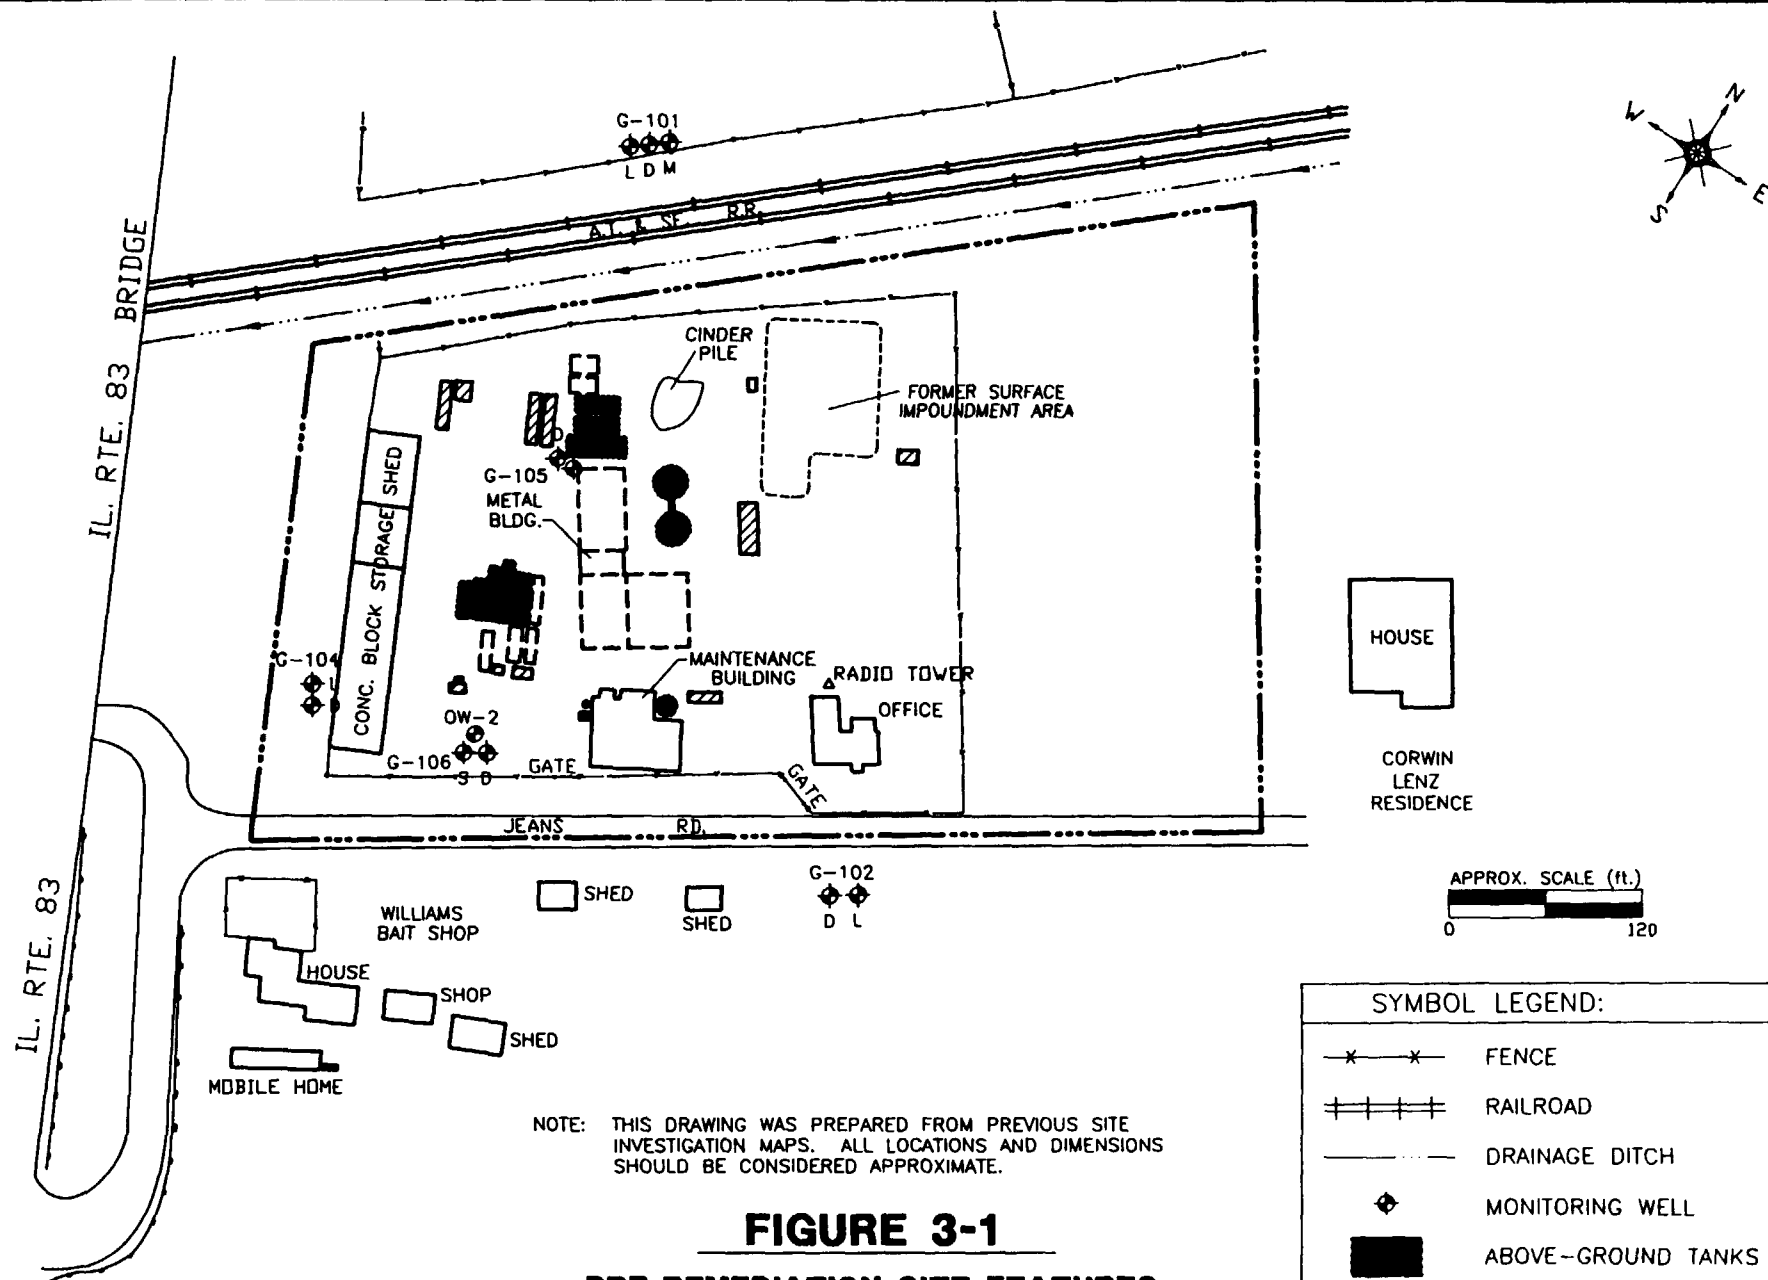 G-101
L D M
N
W
E
S
A.T. & SF. R.R.
BRIDGE
IL. RTE. 83
CINDER
PILE
FORMER SURFACE
IMPOUNDMENT AREA
D
G-105
METAL
BLDG.
CONC. BLOCK STORAGE SHED
HOUSE
G-104
L
MAINTENANCE
BUILDING
RADIO TOWER
OFFICE
OW-2
G-106
S D
GATE
GATE
CORWIN
LENZ
RESIDENCE
JEANS RD.
G-102
D L
SHED
SHED
APPROX. SCALE (ft.)
0 120
IL. RTE. 83
WILLIAMS
BAIT SHOP
HOUSE
SHOP
SHED
MOBILE HOME
SYMBOL LEGEND:
FENCE
RAILROAD
DRAINAGE DITCH
MONITORING WELL
ABOVE-GROUND TANKS
NOTE: THIS DRAWING WAS PREPARED FROM PREVIOUS SITE
INVESTIGATION MAPS. ALL LOCATIONS AND DIMENSIONS
SHOULD BE CONSIDERED APPROXIMATE.
FIGURE 3-1
PRE-REMEDIATION SITE FEATURES